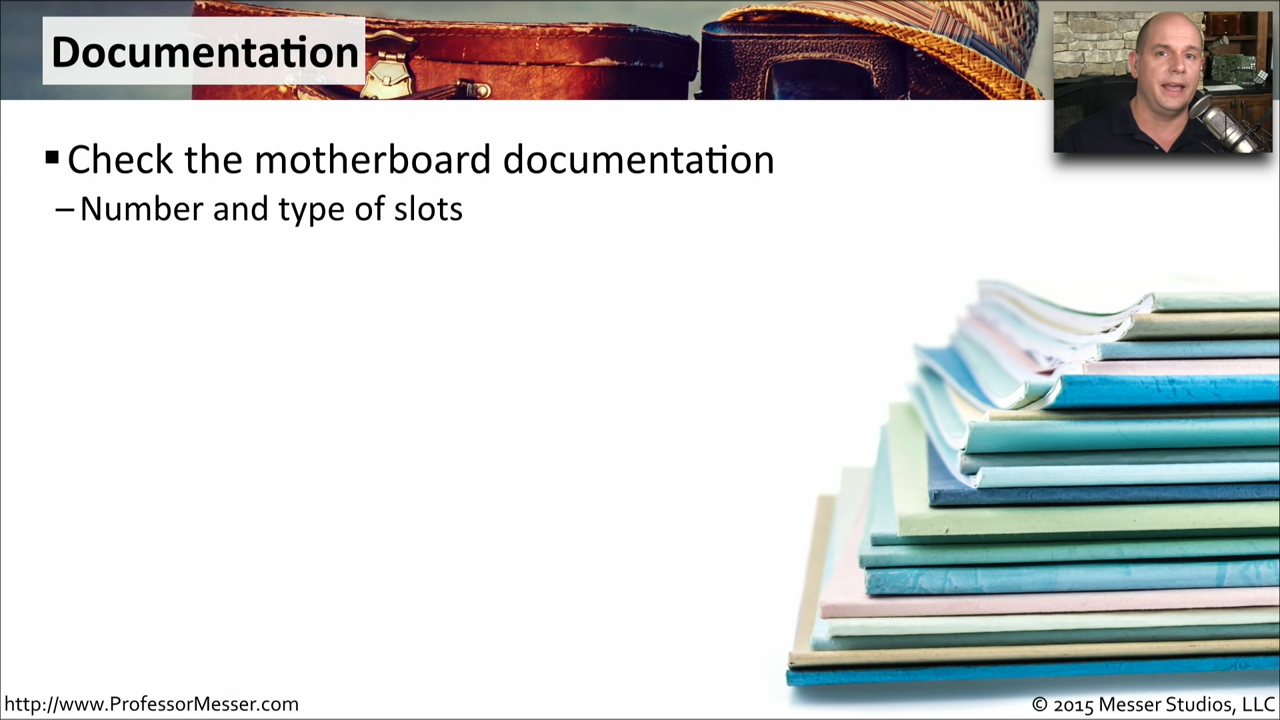 Documentation
▪ Check the motherboard documentation
– Number and type of slots
http://www.ProfessorMesser.com
© 2015 Messer Studios, LLC